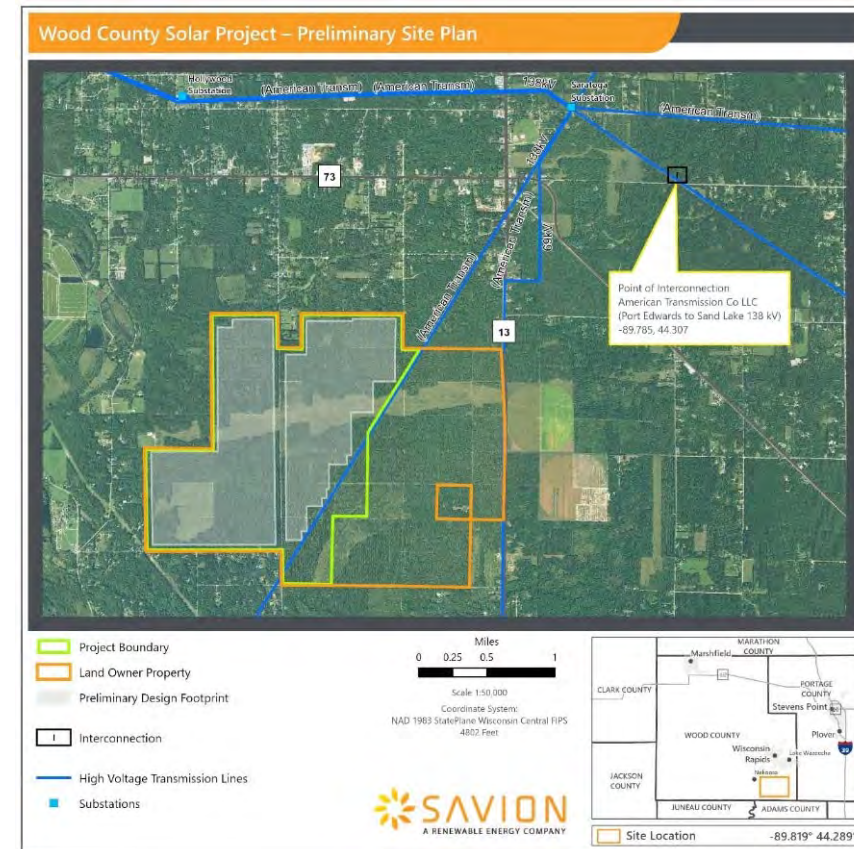 Wood County Solar Project – Preliminary Site Plan
Hollywood
Substation
(American Transm)
(American Transm)
138kV
Saratoga
Substation
(American Transm)
73
138kV
(American Transm)
69kV
(American Transm)
I
Point of Interconnection
American Transmission Co LLC
(Port Edwards to Sand Lake 138 kV)
-89.785, 44.307
13
Project Boundary
Land Owner Property
Preliminary Design Footprint
I
Interconnection
High Voltage Transmission Lines
Substations
Miles
0 0.25 0.5 1
Scale 1:50,000
Coordinate System:
NAD 1983 StatePlane Wisconsin Central FIPS
4802 Feet
SAVION
A RENEWABLE ENERGY COMPANY
MARATHON
COUNTY
Marshfield
CLARK COUNTY
PORTAGE
COUNTY
Stevens Point
WOOD COUNTY
Plover
39
Wisconsin
Rapids
Lake Wazeecha
Nekoosa
JACKSON
COUNTY
JUNEAU COUNTY
ADAMS COUNTY
Site Location
-89.819° 44.289°